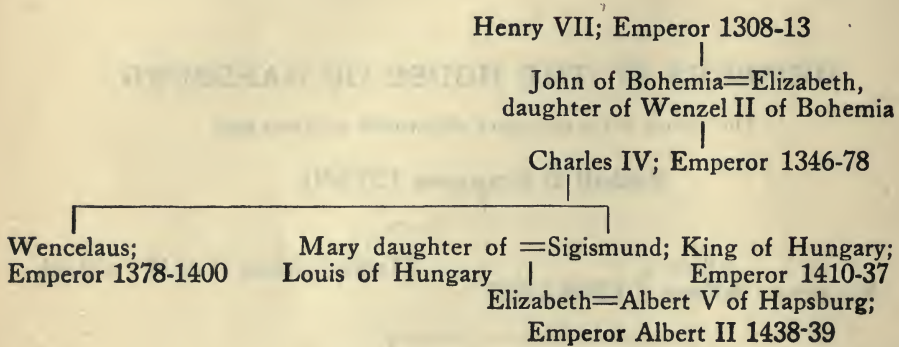 Henry VII; Emperor 1308-13
John of Bohemia=Elizabeth,
daughter of Wenzel II of Bohemia
Charles IV; Emperor 1346-78
Wencelaus;
Emperor 1378-1400
Mary daughter of =Sigismund; King of Hungary;
Louis of Hungary
Emperor 1410-37
Elizabeth=Albert V of Hapsburg;
Emperor Albert II 1438-39